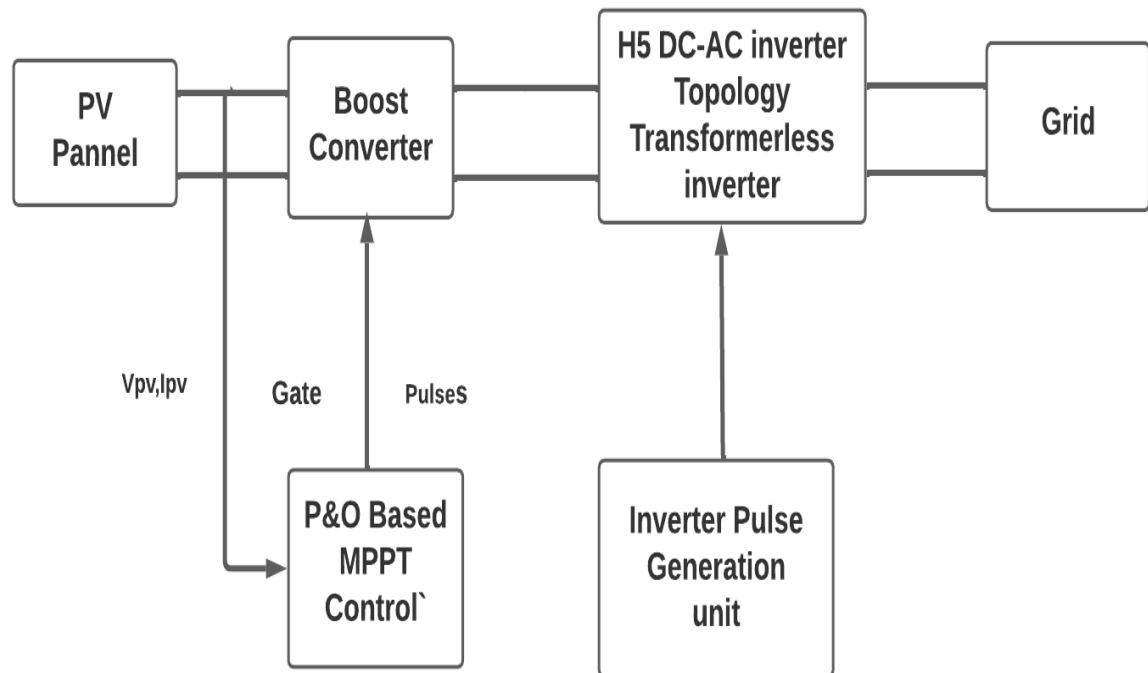 PV
Pannel
Boost
Converter
H5 DC-AC inverter
Topology
Transformerless
inverter
Grid
Vpv,Ipv
Gate
Pulses
P&O Based
MPPT
Control`
Inverter Pulse
Generation
unit